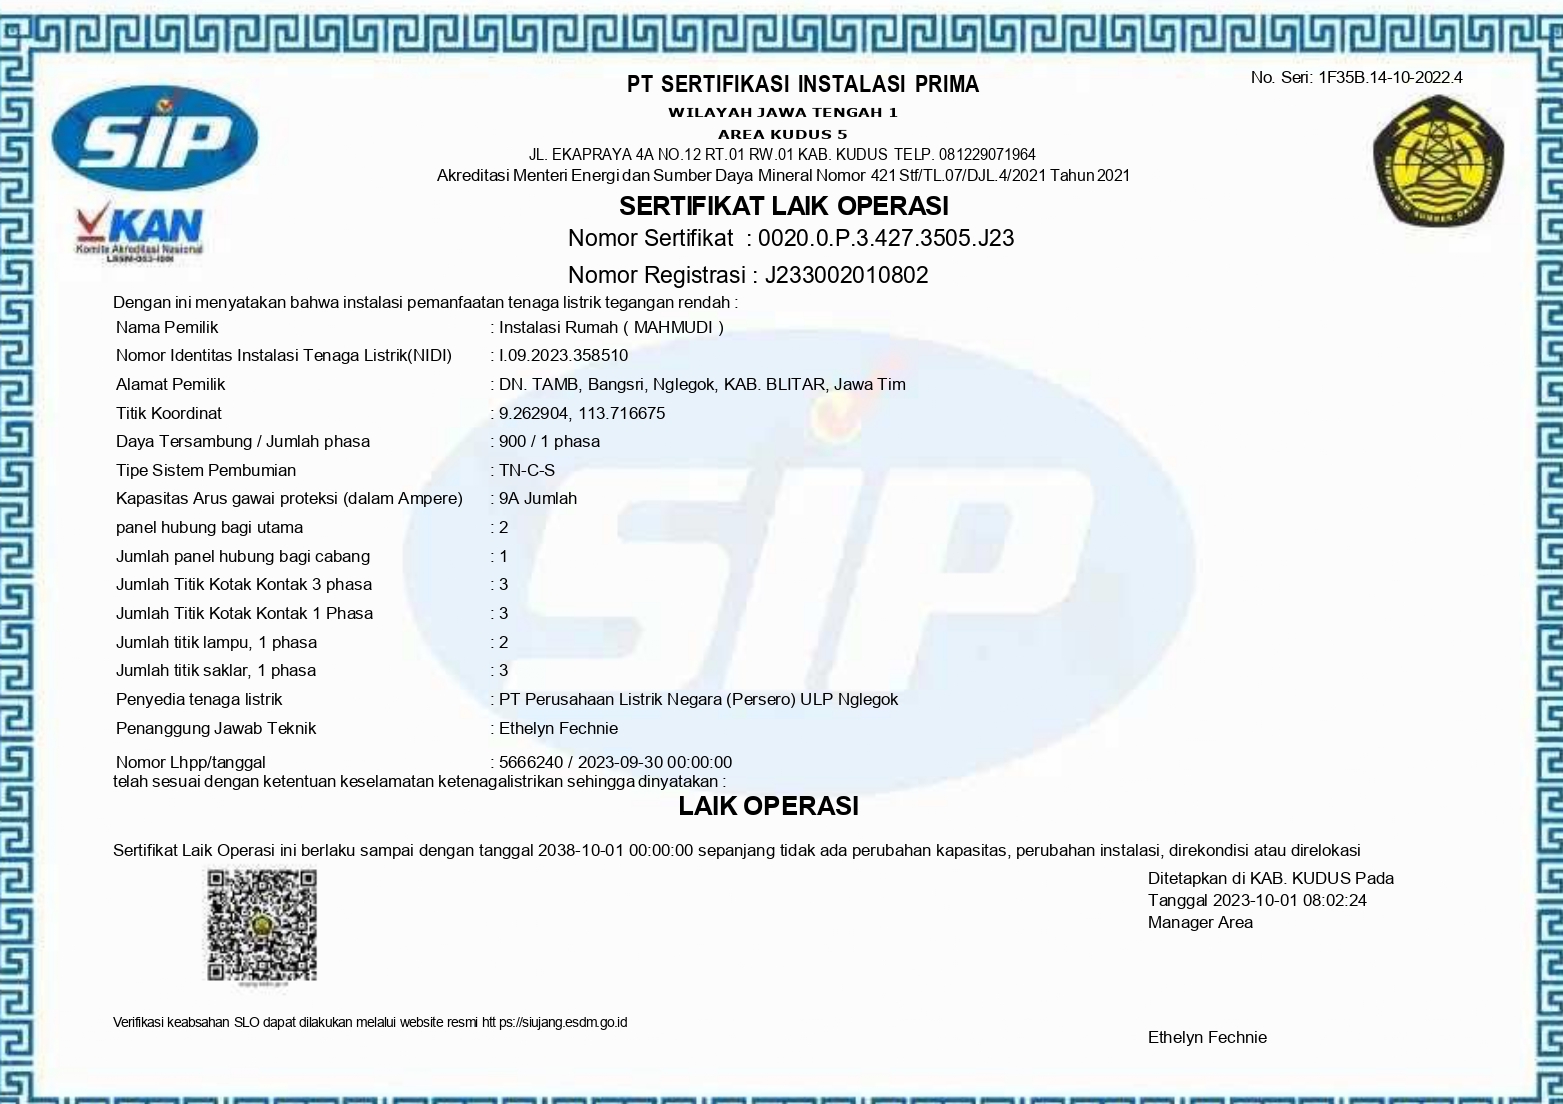 PT SERTIFIKASI INSTALASI PRIMA
No. Seri: 1F35B.14-10-2022.4
WILAYAH JAWA TENGAH 1
AREA KUDUS 5
JL. EKAPRAYA 4A NO.12 RT.01 RW.01 KAB. KUDUS TELP. 081229071964
Akreditasi Menteri Energi dan Sumber Daya Mineral Nomor 421 Stf/TL.07/DJL.4/2021 Tahun 2021
SIP
KAN
Komite Akreditasi Nasional
SERTIFIKAT LAIK OPERASI
Nomor Sertifikat : 0020.0.P.3.427.3505.J23
Nomor Registrasi : J233002010802
Dengan ini menyatakan bahwa instalasi pemanfaatan tenaga listrik tegangan rendah :
Nama Pemilik : Instalasi Rumah ( MAHMUDI )
Nomor Identitas Instalasi Tenaga Listrik(NIDI) : I.09.2023.358510
Alamat Pemilik : DN. TAMB, Bangsri, Nglegok, KAB. BLITAR, Jawa Tim
Titik Koordinat : 9.262904, 113.716675
Daya Tersambung / Jumlah phasa : 900 / 1 phasa
Tipe Sistem Pembumian : TN-C-S
Kapasitas Arus gawai proteksi (dalam Ampere) : 9A Jumlah
panel hubung bagi utama : 2
Jumlah panel hubung bagi cabang : 1
Jumlah Titik Kotak Kontak 3 phasa : 3
Jumlah Titik Kotak Kontak 1 Phasa : 3
Jumlah titik lampu, 1 phasa : 2
Jumlah titik saklar, 1 phasa : 3
Penyedia tenaga listrik : PT Perusahaan Listrik Negara (Persero) ULP Nglegok
Penanggung Jawab Teknik : Ethelyn Fechnie
Nomor Lhpp/tanggal : 5666240 / 2023-09-30 00:00:00
telah sesuai dengan ketentuan keselamatan ketenagalistrikan sehingga dinyatakan :
LAIK OPERASI
Sertifikat Laik Operasi ini berlaku sampai dengan tanggal 2038-10-01 00:00:00 sepanjang tidak ada perubahan kapasitas, perubahan instalasi, direkondisi atau direlokasi
Ditetapkan di KAB. KUDUS Pada
Tanggal 2023-10-01 08:02:24
Manager Area
Verifikasi keabsahan SLO dapat dilakukan melalui website resmi htt ps://siujang.esdm.go.id
Ethelyn Fechnie